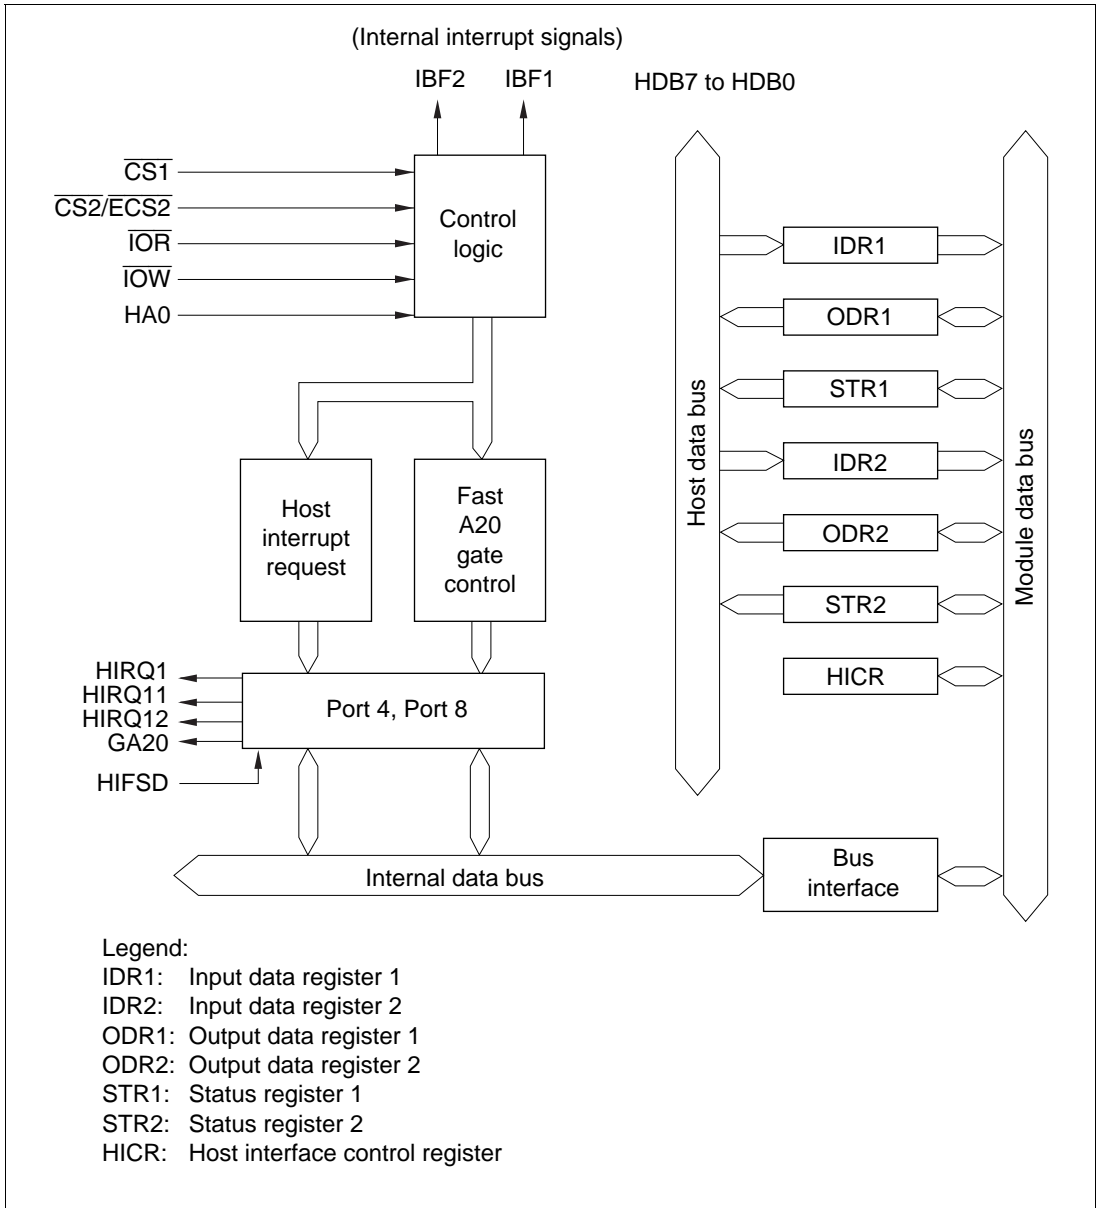 (Internal interrupt signals)
IBF2 IBF1 HDB7 to HDB0
CS1
CS2/ECS2
IOR
IOW
HA0
Control
logic
IDR1
ODR1
STR1
IDR2
ODR2
STR2
HICR
Host data bus
Module data bus
Host
interrupt
request
Fast
A20
gate
control
HIRQ1
HIRQ11
HIRQ12
GA20
HIFSD
Port 4, Port 8
Internal data bus
Bus
interface
Legend:
IDR1: Input data register 1
IDR2: Input data register 2
ODR1: Output data register 1
ODR2: Output data register 2
STR1: Status register 1
STR2: Status register 2
HICR: Host interface control register